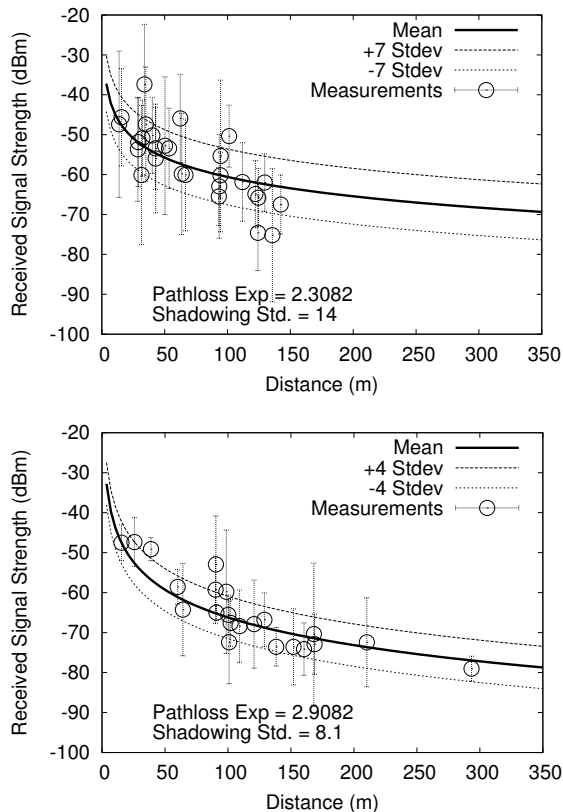 Received Signal Strength (dBm)
-20
-30
-40
-50
-60
-70
-80
-90
-100
Mean
+7 Stdev
-7 Stdev
Measurements
Pathloss Exp = 2.3082
Shadowing Std. = 14
0 50 100 150 200 250 300 350
Distance (m)
Received Signal Strength (dBm)
-20
-30
-40
-50
-60
-70
-80
-90
-100
Mean
+4 Stdev
-4 Stdev
Measurements
Pathloss Exp = 2.9082
Shadowing Std. = 8.1
0 50 100 150 200 250 300 350
Distance (m)